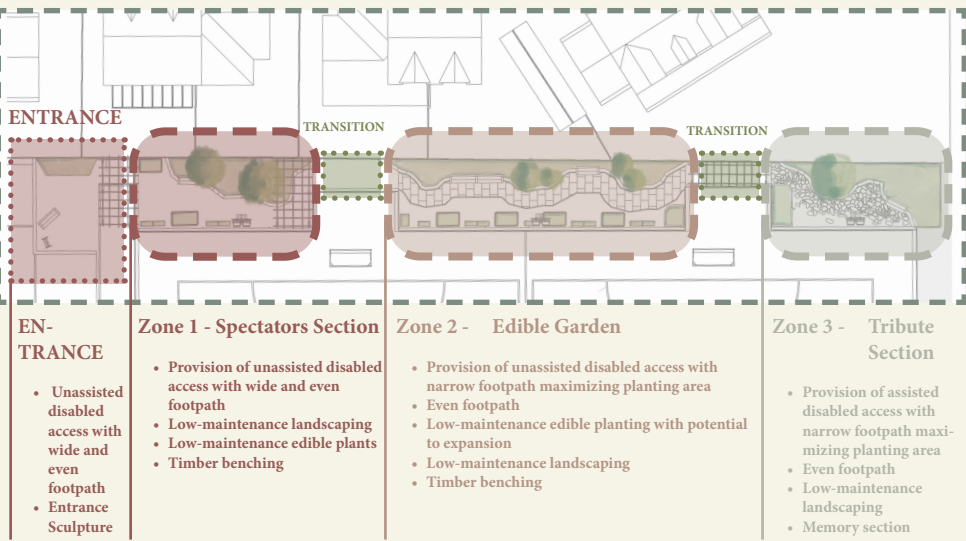 ENTRANCE
TRANSITION
TRANSITION
EN-
TRANCE
• Unassisted
disabled
access with
wide and
even
footpath
• Entrance
Sculpture
Zone 1 - Spectators Section
• Provision of unassisted disabled
access with wide and even
footpath
• Low-maintenance landscaping
• Low-maintenance edible plants
• Timber benching
Zone 2 - Edible Garden
• Provision of unassisted disabled access with
narrow footpath maximizing planting area
• Even footpath
• Low-maintenance edible planting with potential
to expansion
• Low-maintenance landscaping
• Timber benching
Zone 3 - Tribute
Section
• Provision of assisted
disabled access with
narrow footpath maxi-
mizing planting area
• Even footpath
• Low-maintenance
landscaping
• Memory section